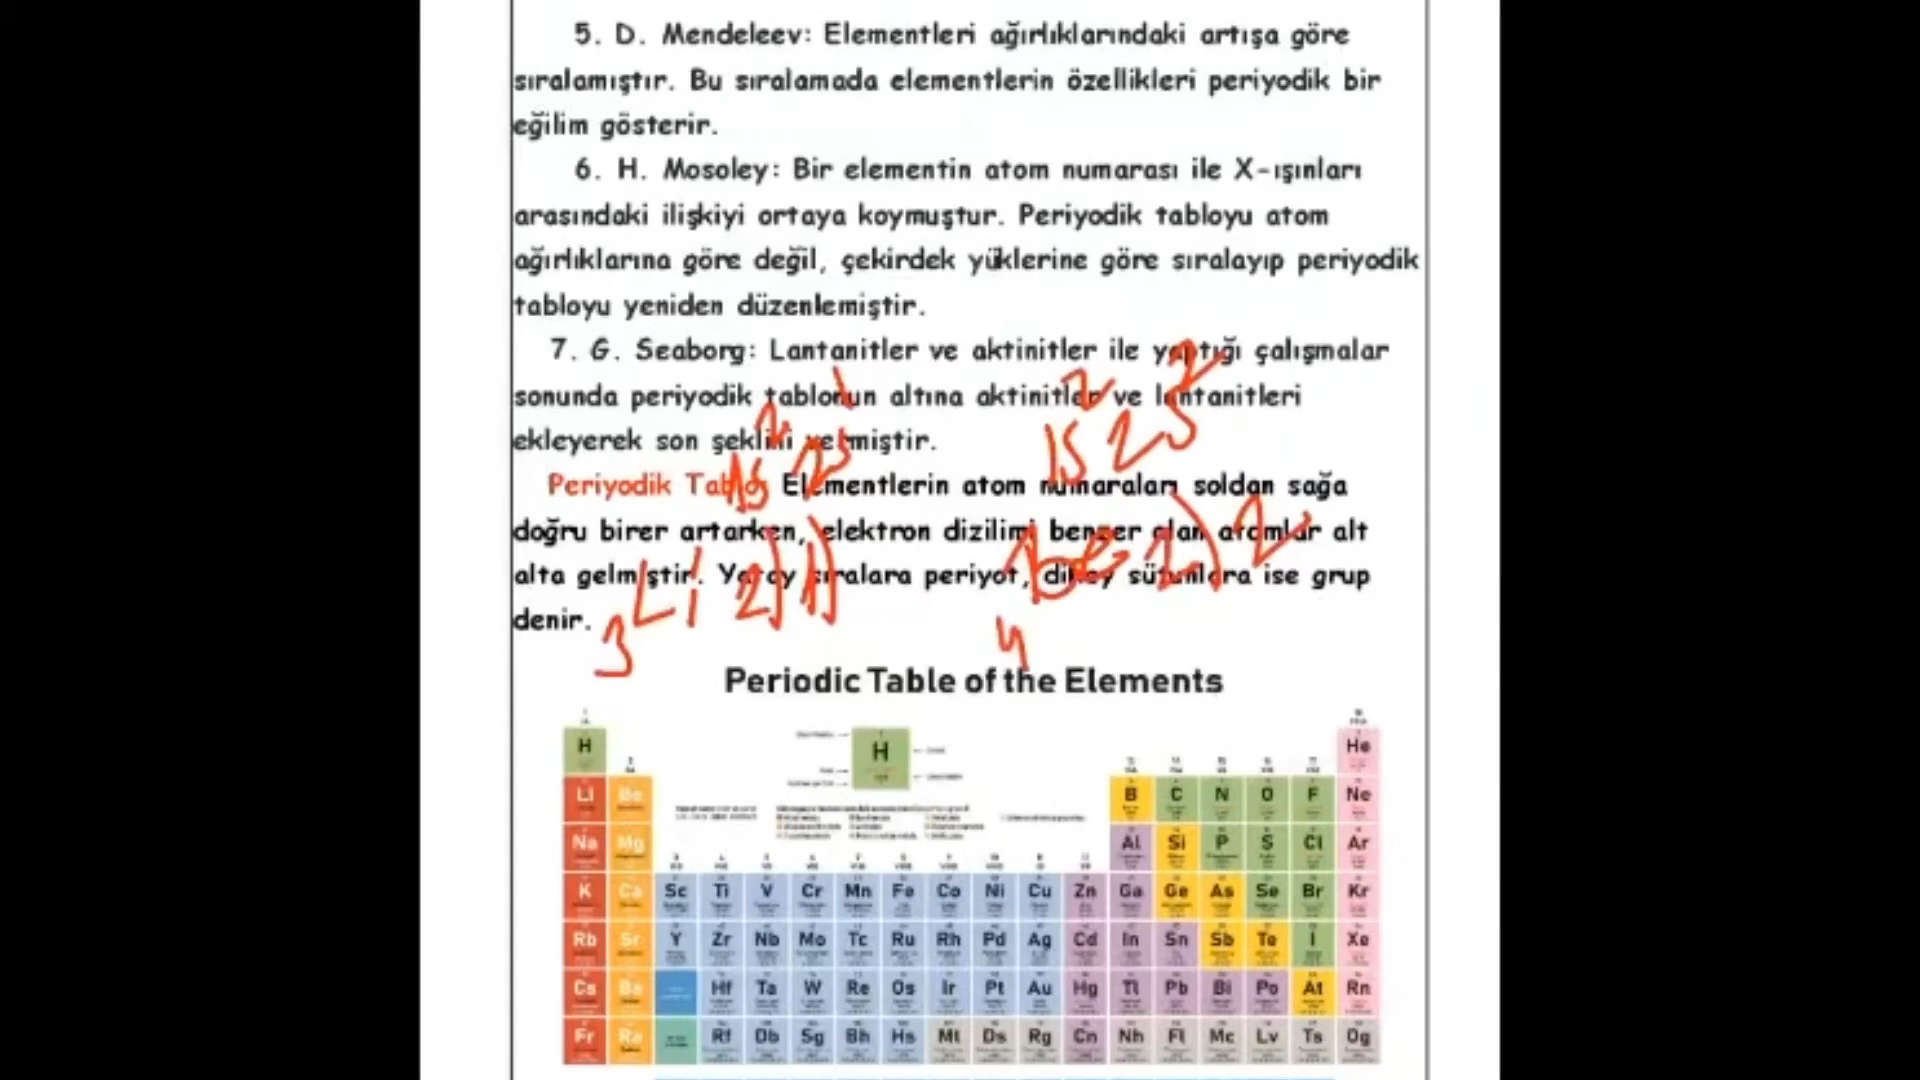 5. D. Mendeleev: Elementleri ağırlıklarındaki artışa göre
sıralamıştır. Bu sıralamada elementlerin özellikleri periyodik bir
eğilim gösterir.
6. H. Mosoley: Bir elementin atom numarası ile X-ışınları
arasındaki ilişkiyi ortaya koymuştur. Periyodik tabloyu atom
ağırlıklarına göre değil, çekirdek yüklerine göre sıralayıp periyodik
tabloyu yeniden düzenlemiştir.
7. G. Seaborg: Lantanitler ve aktinitler ile yaptığı çalışmalar
sonunda periyodik tablonun altına aktinitler ve lantanitleri
ekleyerek son şeklini vermiştir.
1s² 2s¹ 1s² 2s²
Periyodik Tablo: Elementlerin atom numaraları soldan sağa
doğru birer artarken, elektron dizilimi benzer olan atomlar alt
alta gelmiştir. Yatay sıralara periyot, dikey sütunlara ise grup
denir.
3 Li 2) 1) 4 Be 2) 2
Periodic Table of the Elements
H H He
Li Be B C N O F Ne
Na Mg Al Si P S Cl Ar
K Ca Sc Ti V Cr Mn Fe Co Ni Cu Zn Ga Ge As Se Br Kr
Rb Sr Y Zr Nb Mo Tc Ru Rh Pd Ag Cd In Sn Sb Te I Xe
Cs Ba Hf Ta W Re Os Ir Pt Au Hg Tl Pb Bi Po At Rn
Fr Ra Rf Db Sg Bh Hs Mt Ds Rg Cn Nh Fl Mc Lv Ts Og